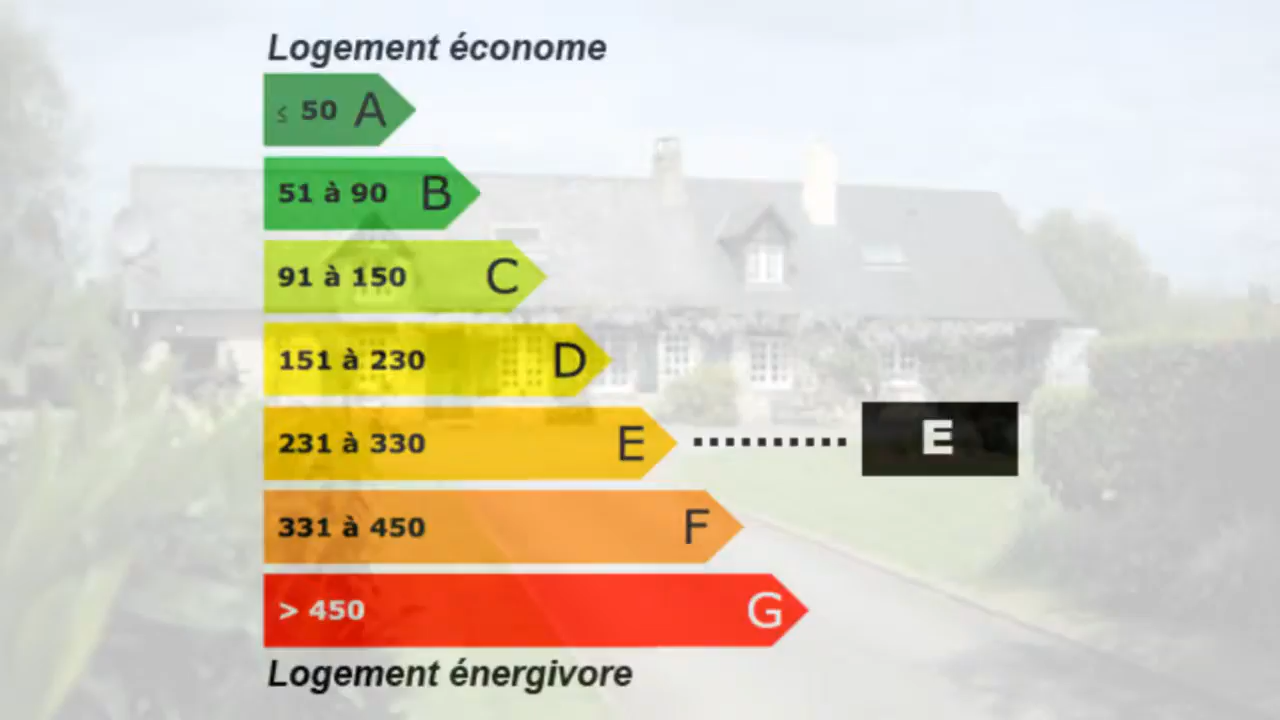 Logement économe
≤ 50 A
51 à 90 B
91 à 150 C
151 à 230 D
231 à 330 E
E
331 à 450 F
> 450 G
Logement énergivore